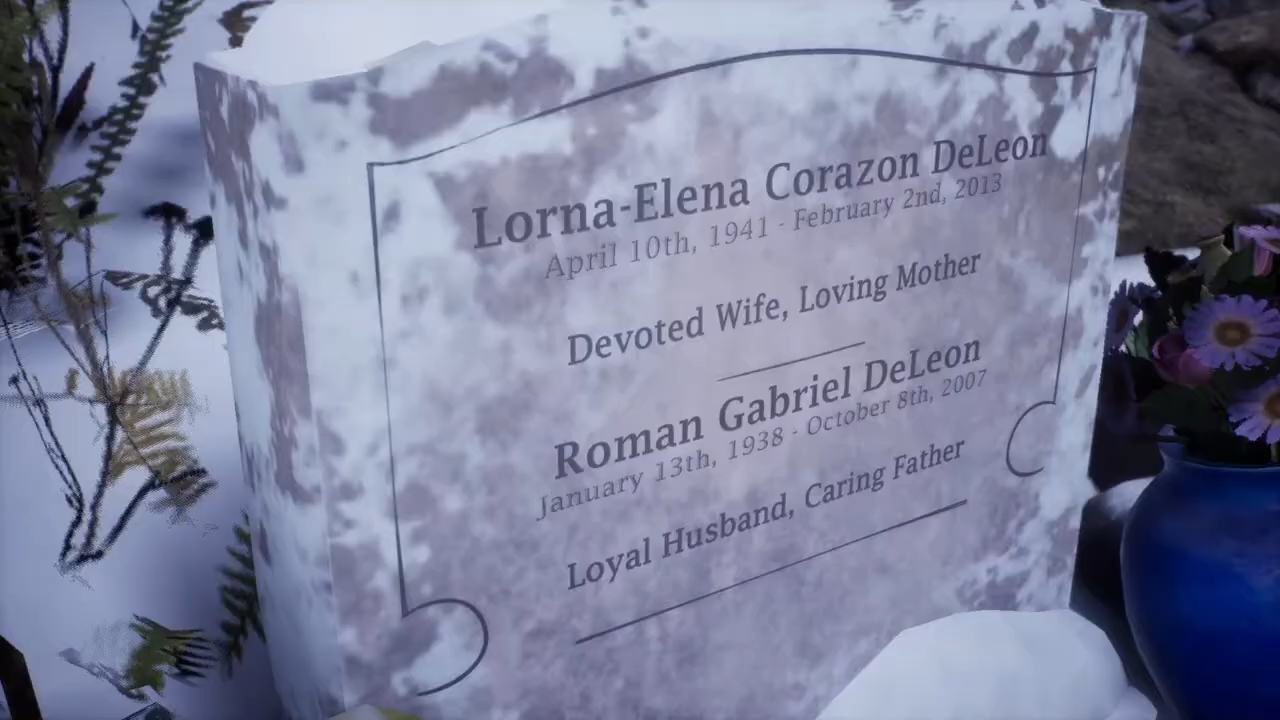 Lorna-Elena Corazon DeLeon
April 10th, 1941 - February 2nd, 2013
Devoted Wife, Loving Mother
Roman Gabriel DeLeon
January 13th, 1938 - October 8th, 2007
Loyal Husband, Caring Father